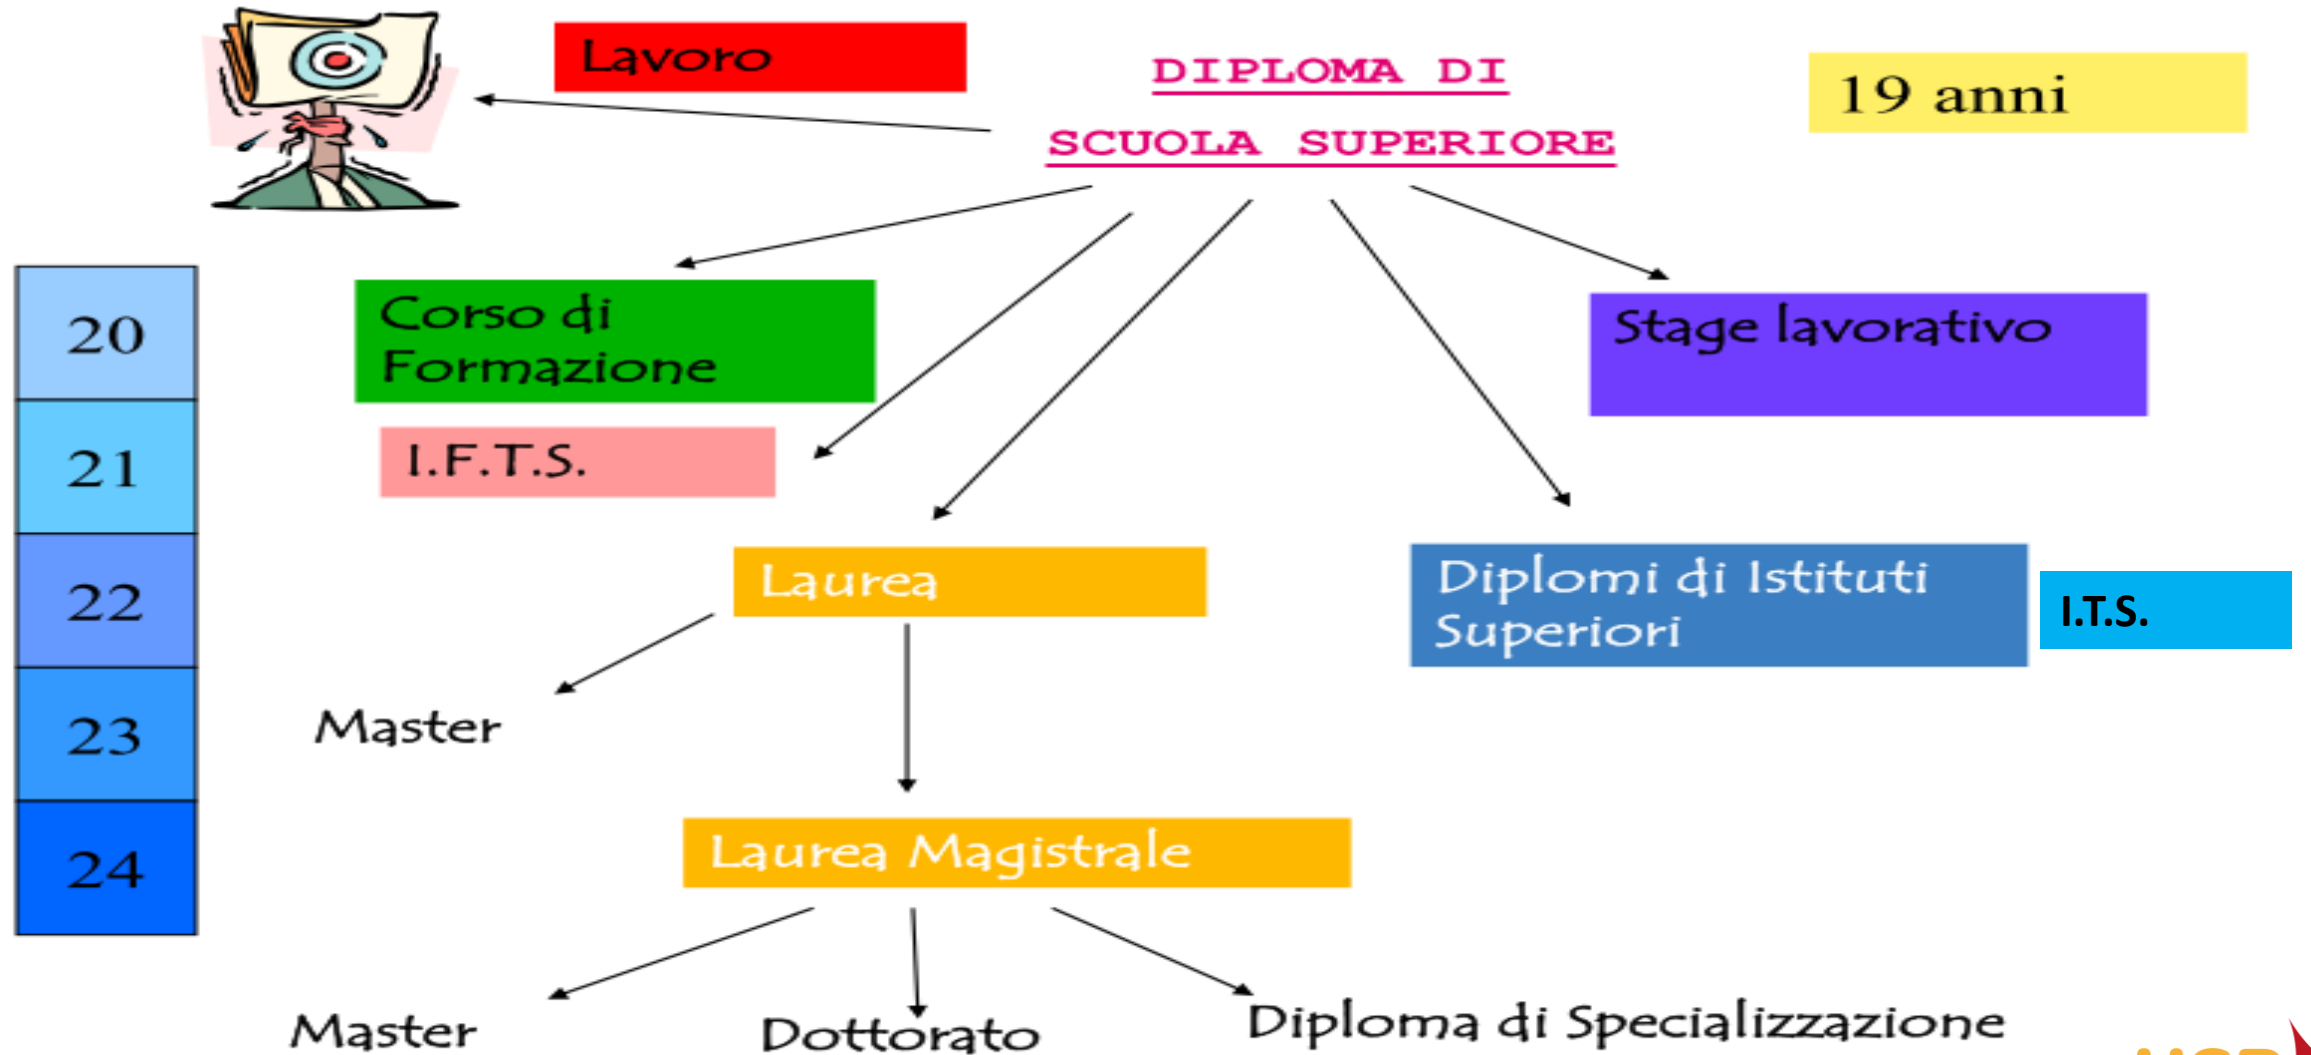 Lavoro
DIPLOMA DI
SCUOLA SUPERIORE
19 anni
20
Corso di
Formazione
Stage lavorativo
21
I.F.T.S.
22
Laurea
Diplomi di Istituti
Superiori
I.T.S.
23
Master
24
Laurea Magistrale
Master
Dottorato
Diploma di Specializzazione